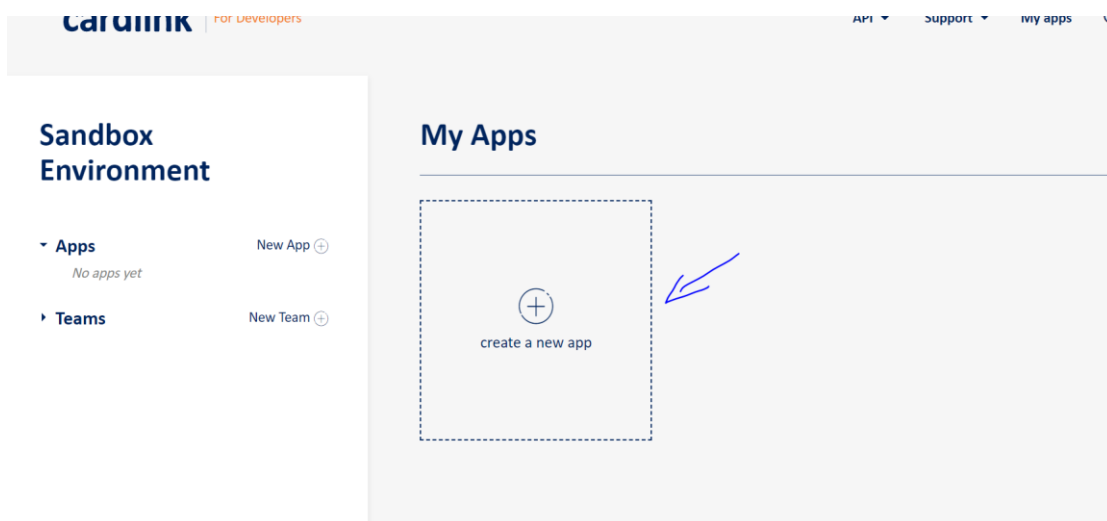 cardlink For Developers
API Support My apps
Sandbox
Environment
My Apps
Apps New App
No apps yet
Teams New Team
create a new app